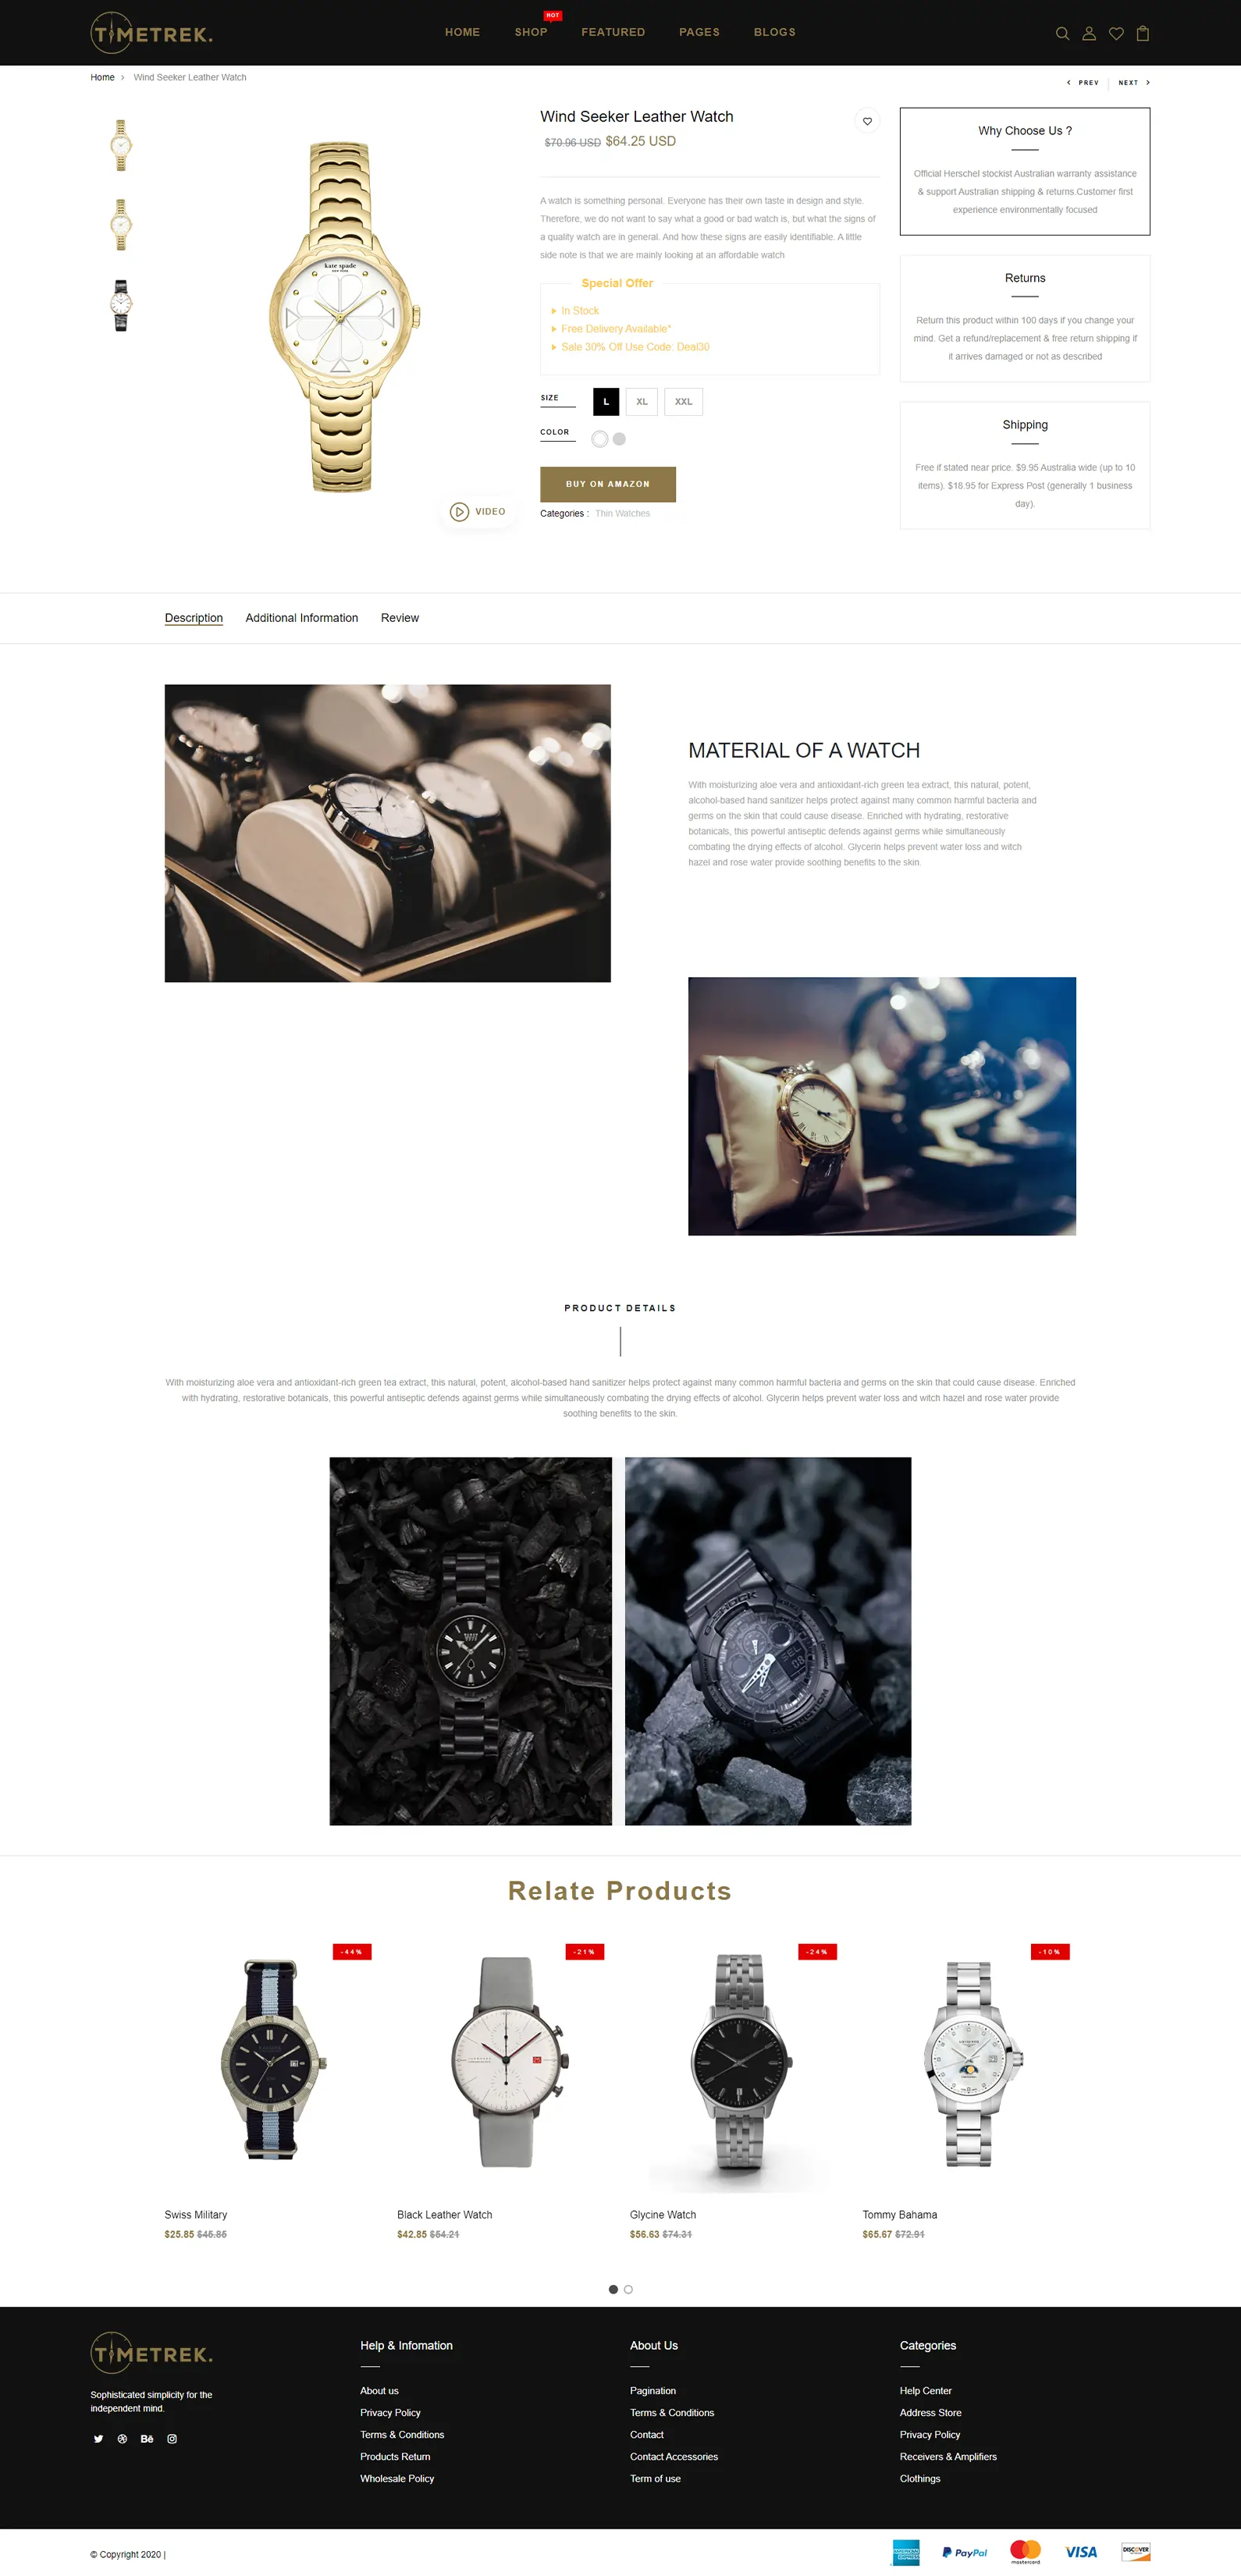 TIMETREK.
HOME
SHOP
HOT
FEATURED
PAGES
BLOGS
Home > Wind Seeker Leather Watch
< PREV
NEXT >
kate spade
NEW YORK
VIDEO
Wind Seeker Leather Watch
$70.96 USD $64.25 USD
A watch is something personal. Everyone has their own taste in design and style.
Therefore, we do not want to say what a good or bad watch is, but what the signs of
a quality watch are in general. And how these signs are easily identifiable. A little
side note is that we are mainly looking at an affordable watch
Special Offer
In Stock
Free Delivery Available*
Sale 30% Off Use Code: Deal30
SIZE
L
XL
XXL
COLOR
BUY ON AMAZON
Categories : Thin Watches
Why Choose Us ?
Official Herschel stockist Australian warranty assistance
& support Australian shipping & returns.Customer first
experience environmentally focused
Returns
Return this product within 100 days if you change your
mind. Get a refund/replacement & free return shipping if
it arrives damaged or not as described
Shipping
Free if stated near price. $9.95 Australia wide (up to 10
items). $18.95 for Express Post (generally 1 business
day).
Description
Additional Information
Review
MATERIAL OF A WATCH
With moisturizing aloe vera and antioxidant-rich green tea extract, this natural, potent,
alcohol-based hand sanitizer helps protect against many common harmful bacteria and
germs on the skin that could cause disease. Enriched with hydrating, restorative
botanicals, this powerful antiseptic defends against germs while simultaneously
combating the drying effects of alcohol. Glycerin helps prevent water loss and witch
hazel and rose water provide soothing benefits to the skin.
PRODUCT DETAILS
With moisturizing aloe vera and antioxidant-rich green tea extract, this natural, potent, alcohol-based hand sanitizer helps protect against many common harmful bacteria and germs on the skin that could cause disease. Enriched
with hydrating, restorative botanicals, this powerful antiseptic defends against germs while simultaneously combating the drying effects of alcohol. Glycerin helps prevent water loss and witch hazel and rose water provide
soothing benefits to the skin.
G-SHOCK
Relate Products
-44%
-21%
-24%
-10%
Swiss Military
$25.85 $45.85
Black Leather Watch
$42.85 $54.21
Glycine Watch
$56.63 $74.31
Tommy Bahama
$65.67 $72.91
TIMETREK.
Sophisticated simplicity for the
independent mind.
Bē
Help & Infomation
About us
Privacy Policy
Terms & Conditions
Products Return
Wholesale Policy
About Us
Pagination
Terms & Conditions
Contact
Contact Accessories
Term of use
Categories
Help Center
Address Store
Privacy Policy
Receivers & Amplifiers
Clothings
© Copyright 2020 |
AMERICAN EXPRESS
PayPal
mastercard
VISA
DISCOVER